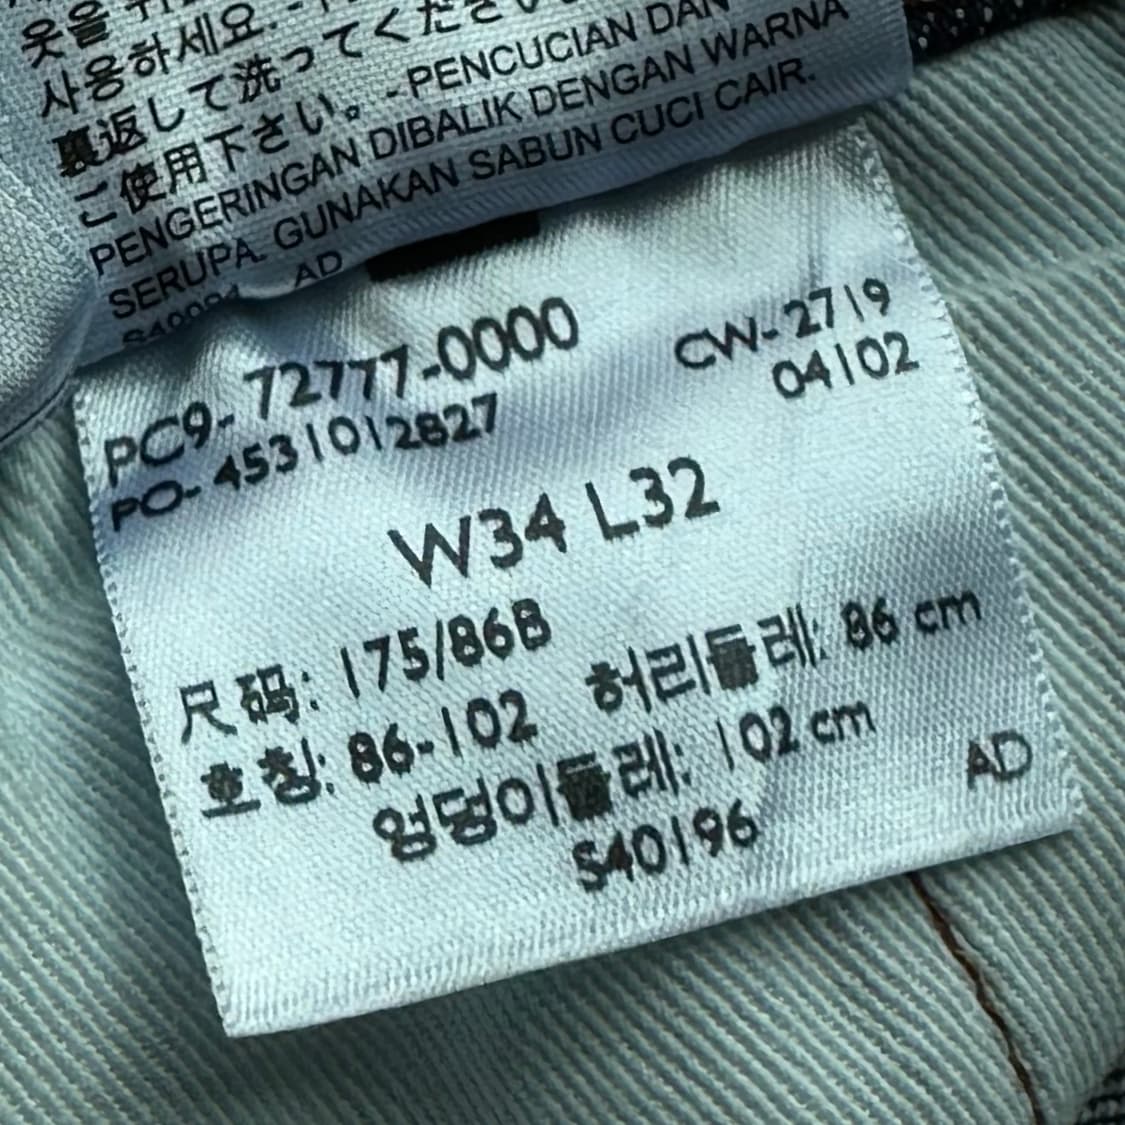 옷을
사용하세요. -
裏返して洗ってくださ
ご使用下さい。 - PENCUCIAN DAN
PENGERINGAN DIBALIK DENGAN WARNA
SERUPA. GUNAKAN SABUN CUCI CAIR.
AD
PC9-72777-0000
CW-2719
PO-4531012827
04102
W34 L32
尺码: 175/86B
호칭: 86-102 허리둘레: 86 cm
엉덩이둘레: 102 cm
S40196
AD